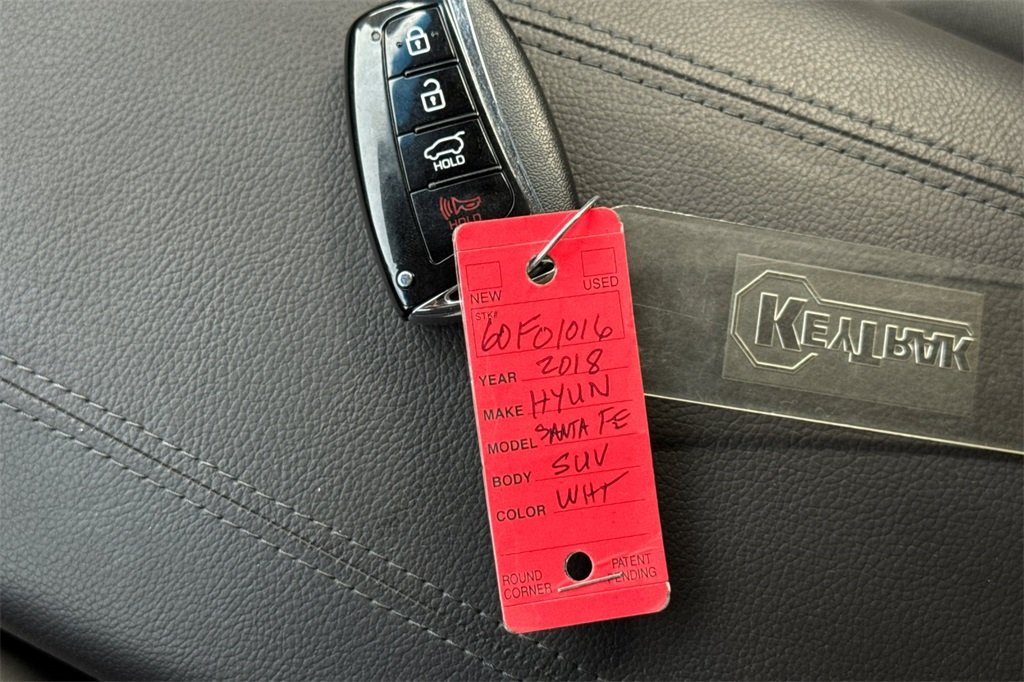 HOLD
HOLD
NEW USED
STK#
60F01016
YEAR 2018
MAKE HYUN
MODEL SANTA FE
BODY SUV
COLOR WHT
ROUND CORNER
PATENT PENDING
KEYTRAK